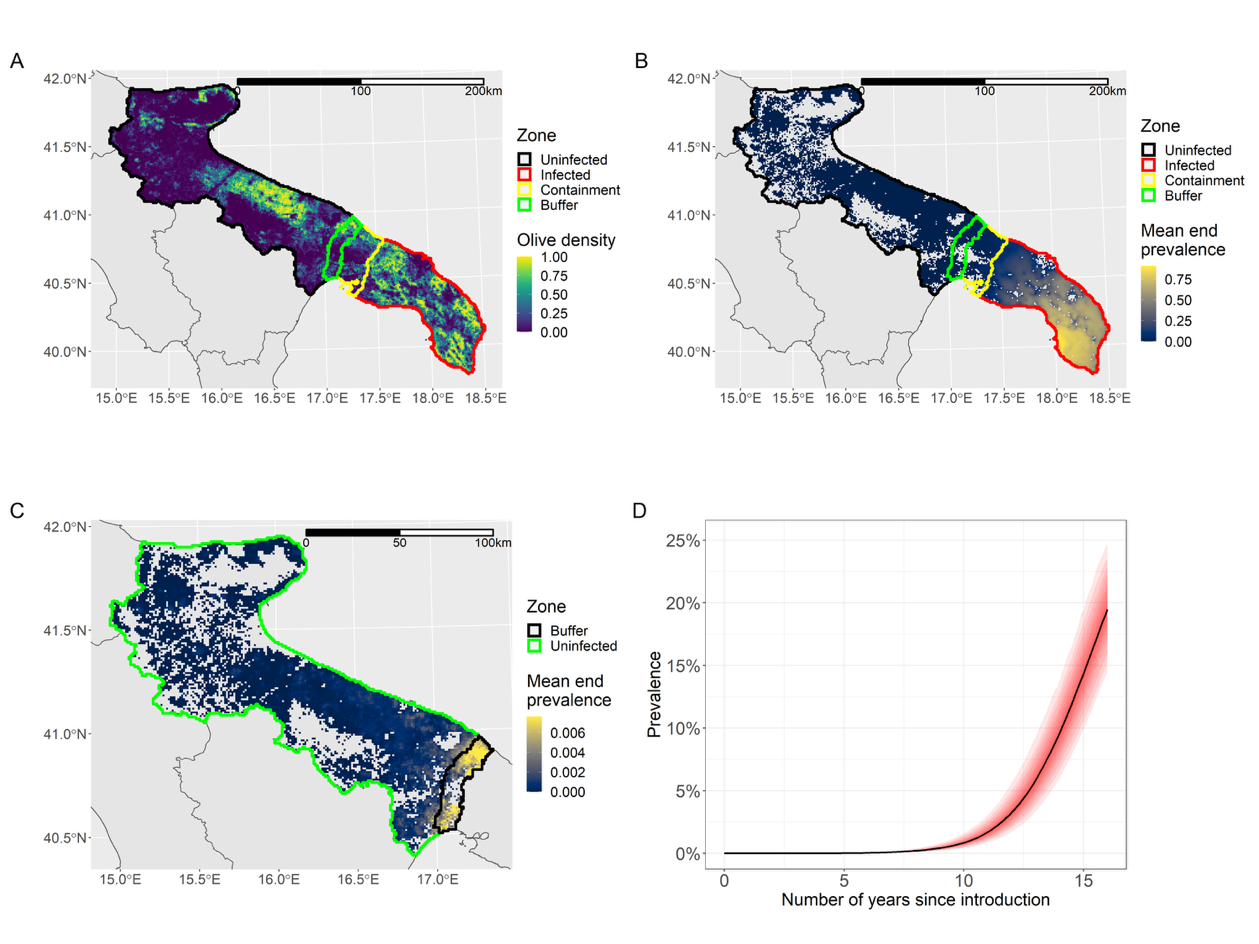 A
42.0°N
41.5°N
41.0°N
40.5°N
40.0°N
0
100
200km
15.0°E
15.5°E
16.0°E
16.5°E
17.0°E
17.5°E
18.0°E
18.5°E
Zone
Uninfected
Infected
Containment
Buffer
Olive density
1.00
0.75
0.50
0.25
0.00
B
42.0°N
41.5°N
41.0°N
40.5°N
40.0°N
0
100
200km
15.0°E
15.5°E
16.0°E
16.5°E
17.0°E
17.5°E
18.0°E
18.5°E
Zone
Uninfected
Infected
Containment
Buffer
Mean end
prevalence
0.75
0.50
0.25
0.00
C
42.0°N
41.5°N
41.0°N
40.5°N
0
50
100km
15.0°E
15.5°E
16.0°E
16.5°E
17.0°E
Zone
Buffer
Uninfected
Mean end
prevalence
0.006
0.004
0.002
0.000
D
Prevalence
25%
20%
15%
10%
5%
0%
0
5
10
15
Number of years since introduction